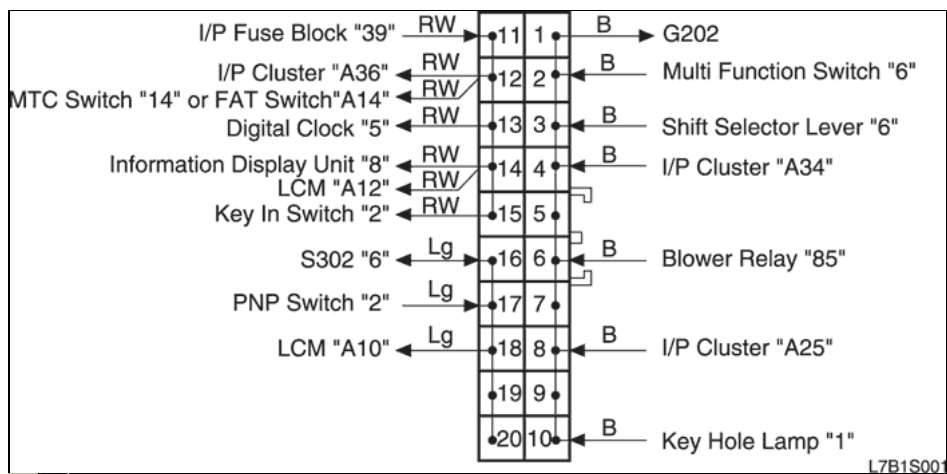 I/P Fuse Block "39" RW 11 1 B G202
I/P Cluster "A36" RW 12 2 B Multi Function Switch "6"
MTC Switch "14" or FAT Switch"A14" RW
Digital Clock "5" RW 13 3 B Shift Selector Lever "6"
Information Display Unit "8" RW 14 4 B I/P Cluster "A34"
LCM "A12" RW
Key In Switch "2" RW 15 5
S302 "6" Lg 16 6 B Blower Relay "85"
PNP Switch "2" Lg 17 7
LCM "A10" Lg 18 8 B I/P Cluster "A25"
19 9
20 10 B Key Hole Lamp "1"
L7B1S001